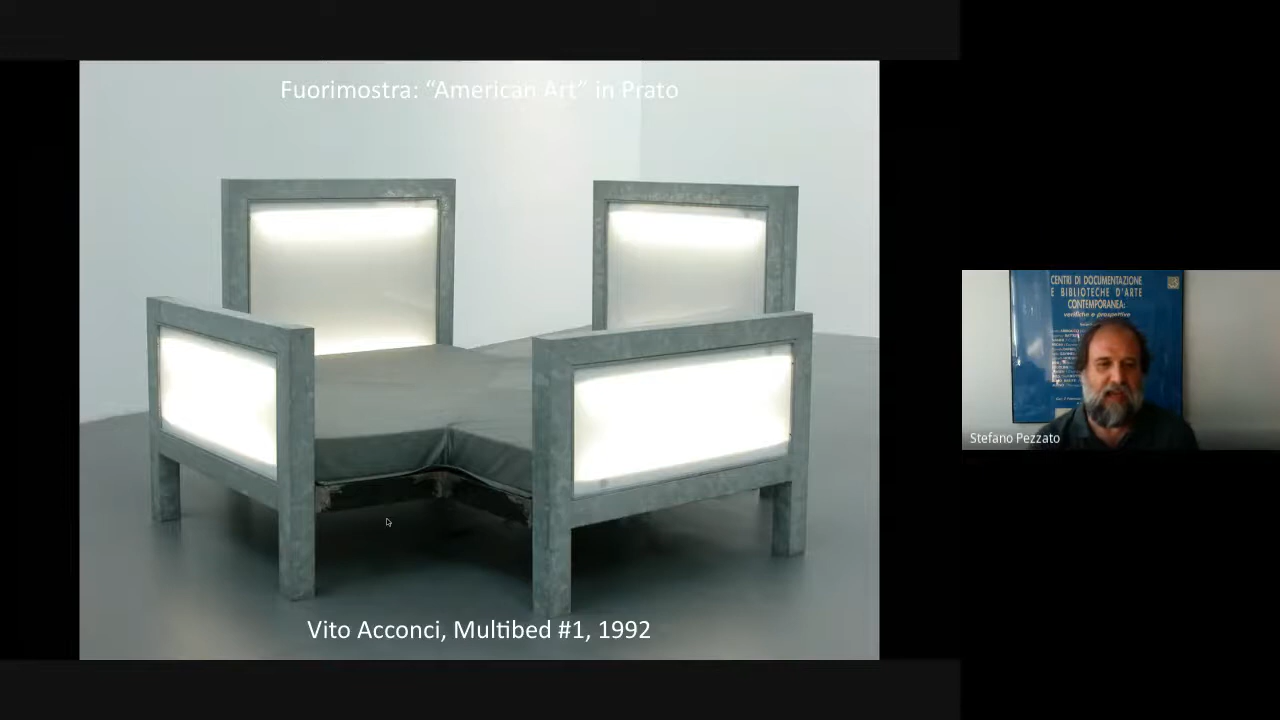 Fuorimostra: “American Art” in Prato
Vito Acconci, Multibed #1, 1992
CENTRI DI DOCUMENTAZIONE
E BIBLIOTECHE D'ARTE
CONTEMPORANEA:
verifiche e prospettive
Stefano Pezzato